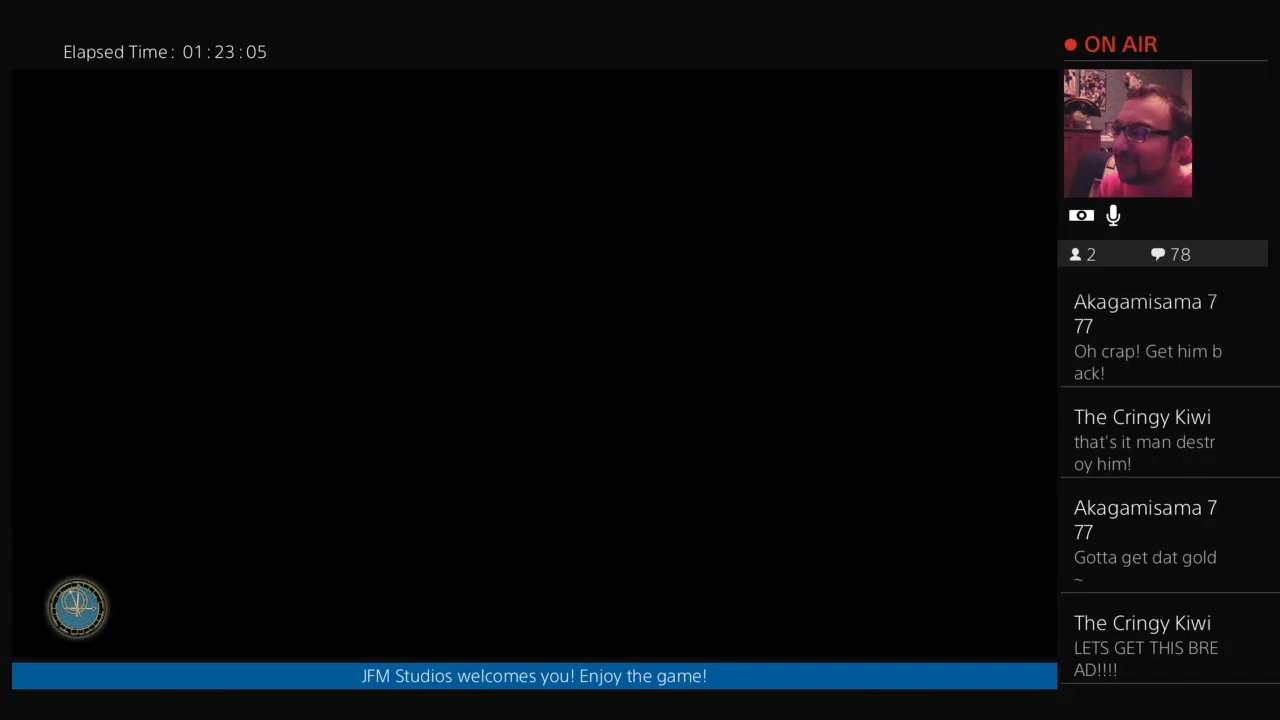 Elapsed Time: 01:23:05
ON AIR
2 78
Akagamisama 7
77
Oh crap! Get him b
ack!
The Cringy Kiwi
that's it man destr
oy him!
Akagamisama 7
77
Gotta get dat gold
~
The Cringy Kiwi
LETS GET THIS BRE
AD!!!!
JFM Studios welcomes you! Enjoy the game!